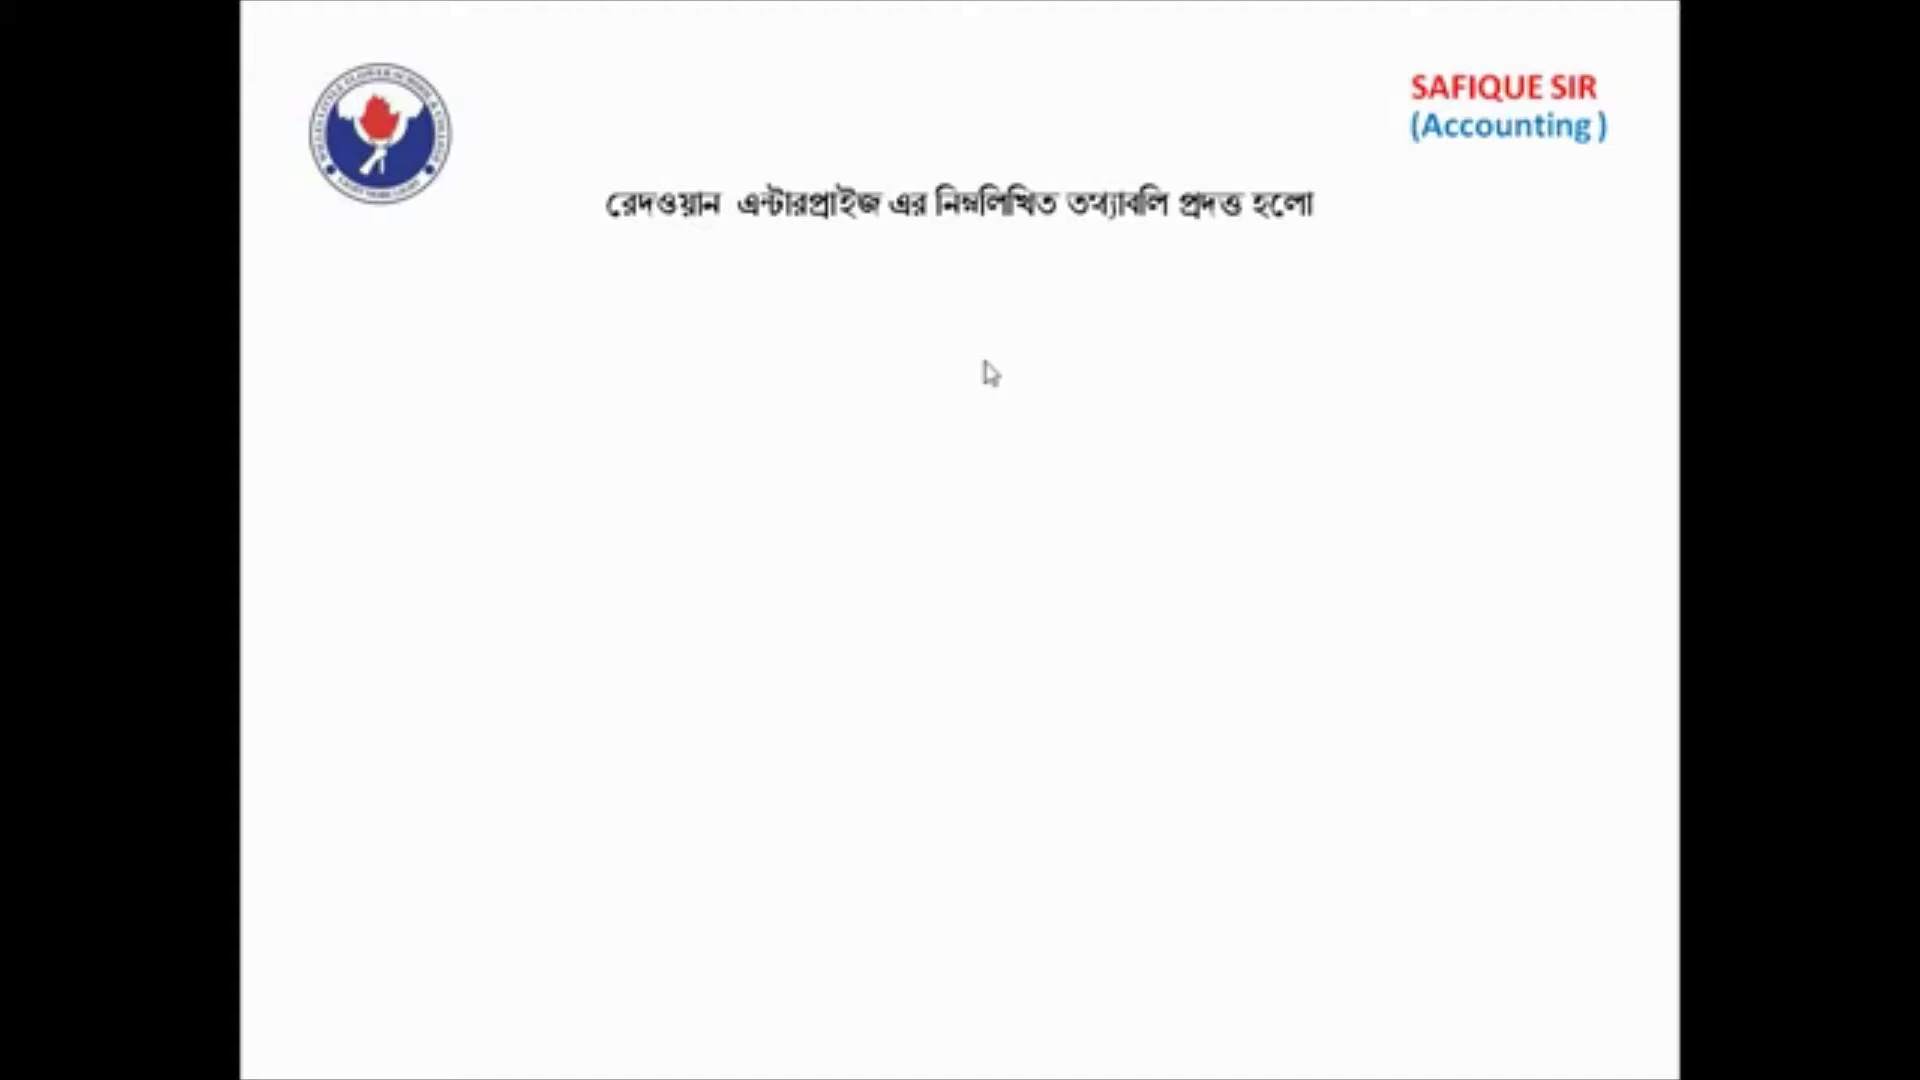 SAFIQUE SIR
(Accounting )
রেদওয়ান এন্টারপ্রাইজ এর নিম্নলিখিত তথ্যাবলি প্রদত্ত হলো